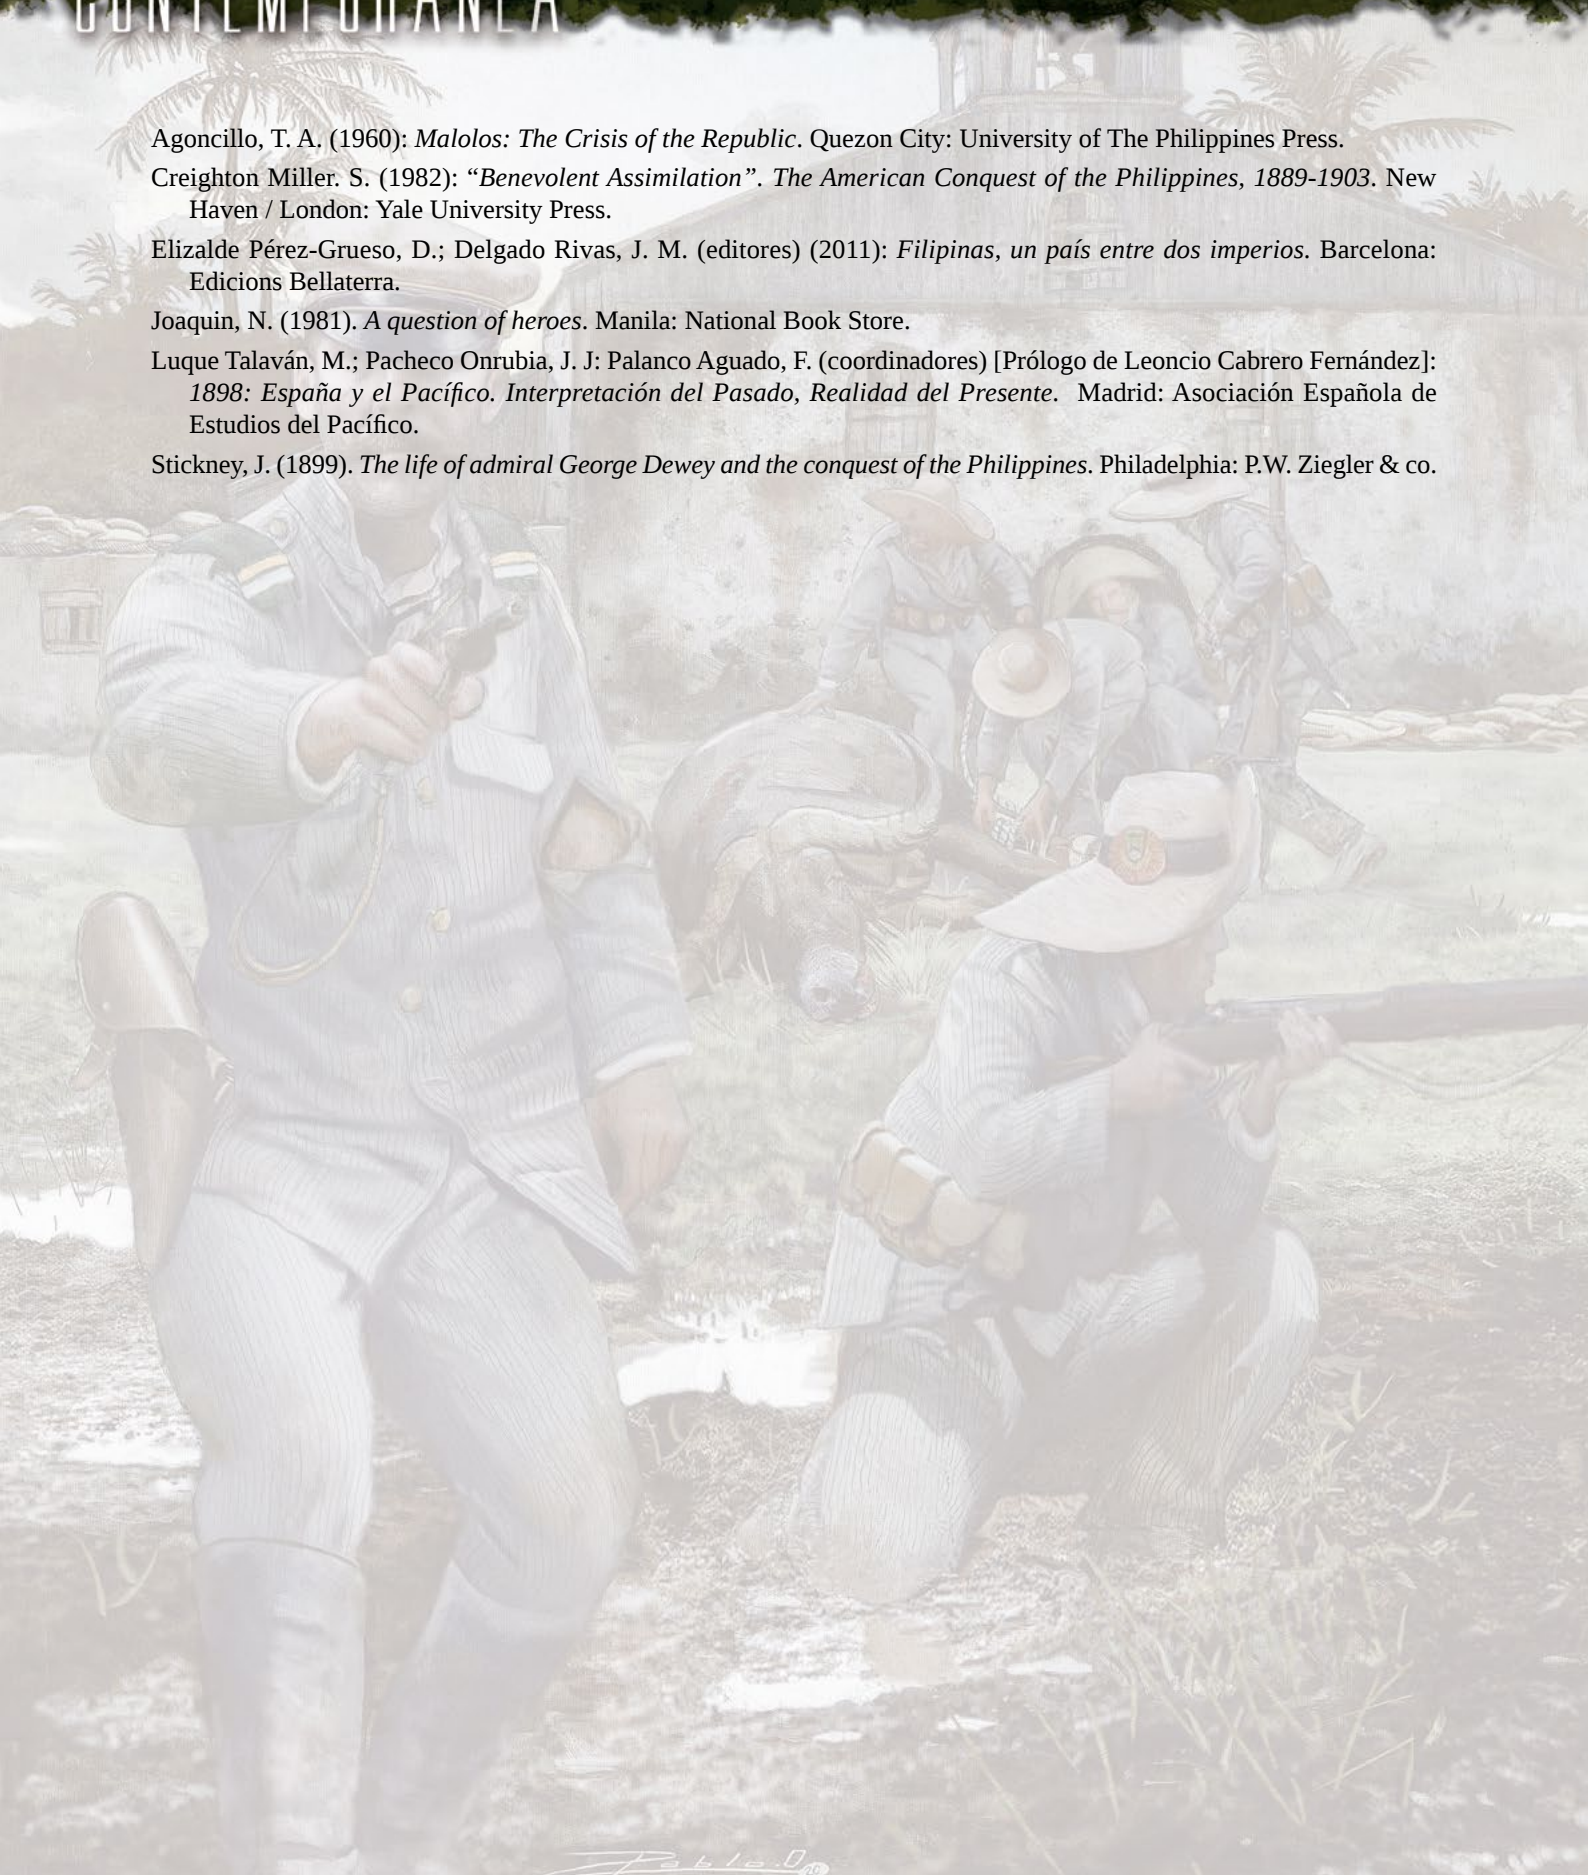 CONTEMPORÁNEA
Agoncillo, T. A. (1960): Malolos: The Crisis of the Republic. Quezon City: University of The Philippines Press.
Creighton Miller. S. (1982): “Benevolent Assimilation”. The American Conquest of the Philippines, 1889-1903. New
Haven / London: Yale University Press.
Elizalde Pérez-Grueso, D.; Delgado Rivas, J. M. (editores) (2011): Filipinas, un país entre dos imperios. Barcelona:
Edicions Bellaterra.
Joaquin, N. (1981). A question of heroes. Manila: National Book Store.
Luque Talaván, M.; Pacheco Onrubia, J. J: Palanco Aguado, F. (coordinadores) [Prólogo de Leoncio Cabrero Fernández]:
1898: España y el Pacífico. Interpretación del Pasado, Realidad del Presente. Madrid: Asociación Española de
Estudios del Pacífico.
Stickney, J. (1899). The life of admiral George Dewey and the conquest of the Philippines. Philadelphia: P.W. Ziegler & co.
Pablo.O